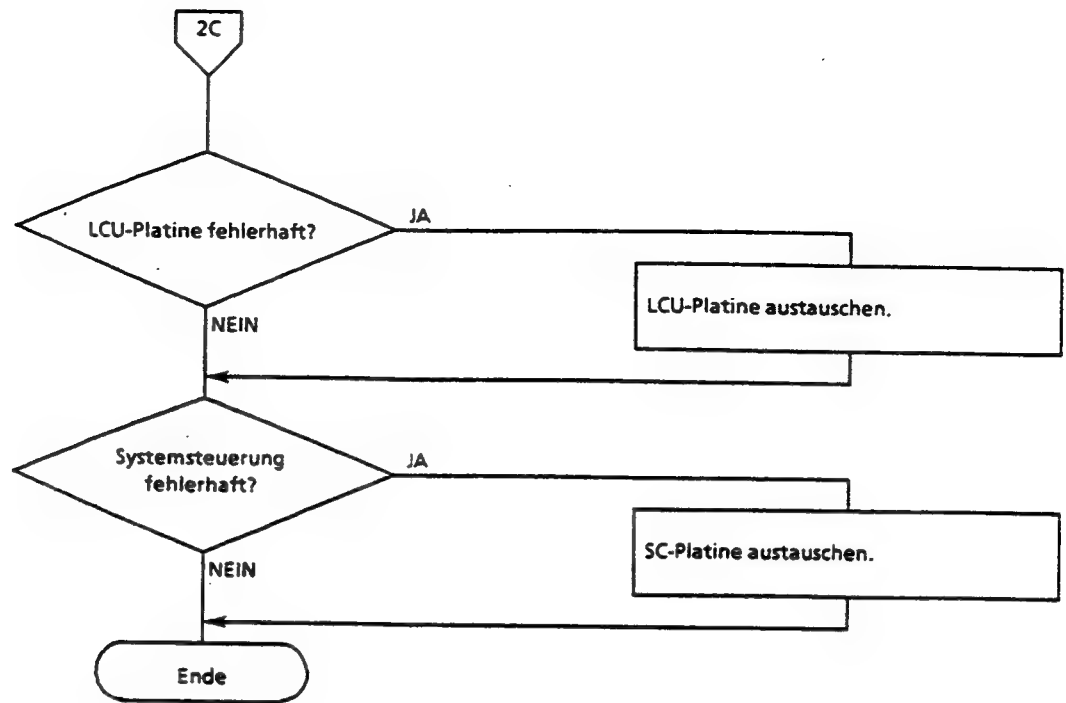 2C
LCU-Platine fehlerhaft?
JA
LCU-Platine austauschen.
NEIN
Systemsteuerung
fehlerhaft?
JA
SC-Platine austauschen.
NEIN
Ende